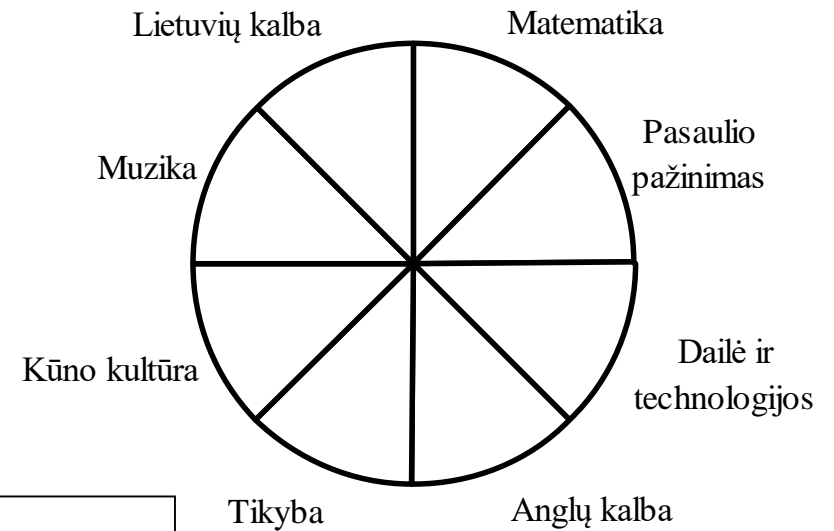 Lietuvių kalba
Matematika
Pasaulio
pažinimas
Muzika
Kūno kultūra
Dailė ir
technologijos
Tikyba
Anglų kalba